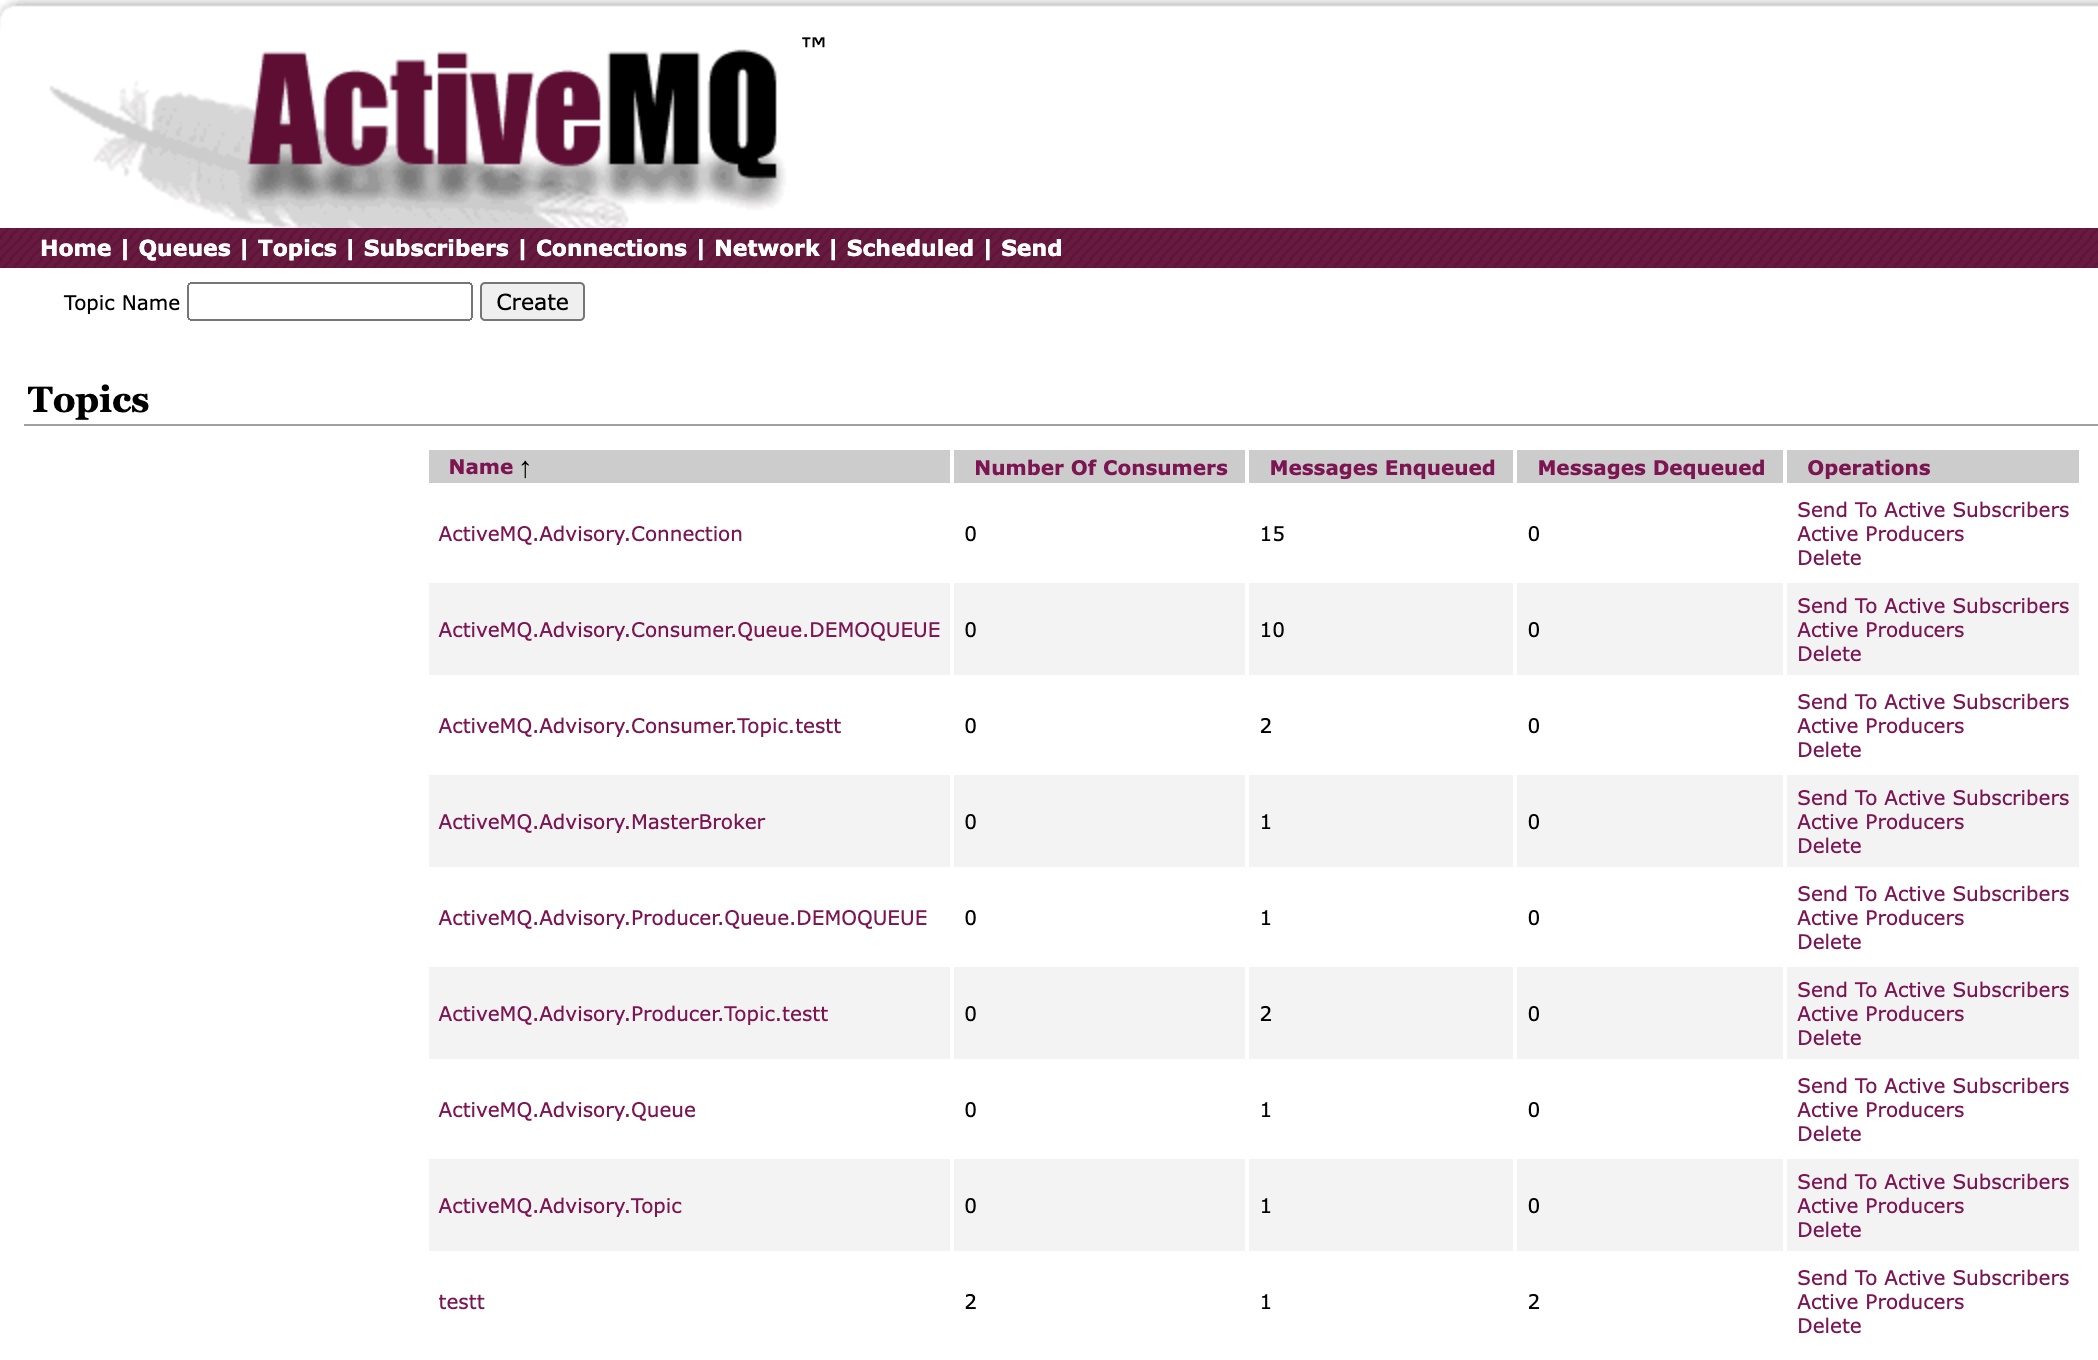 ActiveMQ ™
Home | Queues | Topics | Subscribers | Connections | Network | Scheduled | Send
Topic Name Create
Topics
Name ↑ Number Of Consumers Messages Enqueued Messages Dequeued Operations
ActiveMQ.Advisory.Connection 0 15 0 Send To Active Subscribers
Active Producers
Delete
ActiveMQ.Advisory.Consumer.Queue.DEMOQUEUE 0 10 0 Send To Active Subscribers
Active Producers
Delete
ActiveMQ.Advisory.Consumer.Topic.testt 0 2 0 Send To Active Subscribers
Active Producers
Delete
ActiveMQ.Advisory.MasterBroker 0 1 0 Send To Active Subscribers
Active Producers
Delete
ActiveMQ.Advisory.Producer.Queue.DEMOQUEUE 0 1 0 Send To Active Subscribers
Active Producers
Delete
ActiveMQ.Advisory.Producer.Topic.testt 0 2 0 Send To Active Subscribers
Active Producers
Delete
ActiveMQ.Advisory.Queue 0 1 0 Send To Active Subscribers
Active Producers
Delete
ActiveMQ.Advisory.Topic 0 1 0 Send To Active Subscribers
Active Producers
Delete
testt 2 1 2 Send To Active Subscribers
Active Producers
Delete